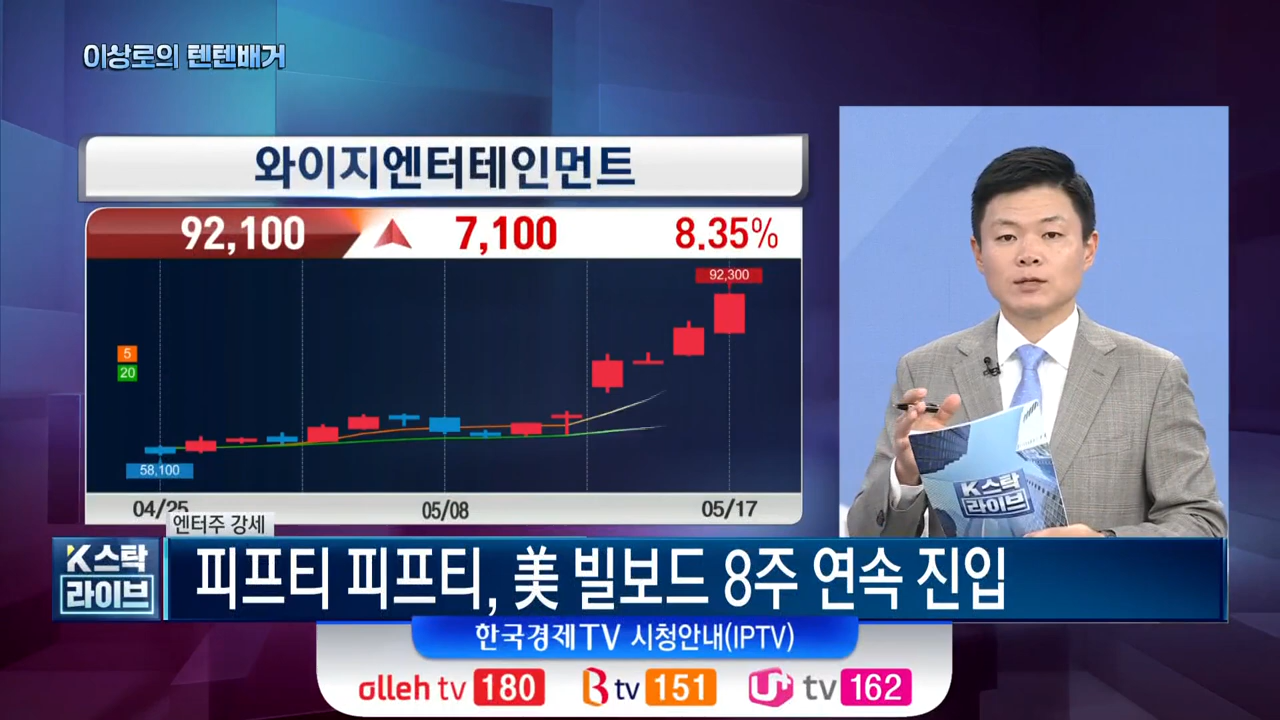 이상로의 텐텐배거
와이지엔터테인먼트
92,100 7,100 8.35%
92,300
5
20
58,100
04/25 05/08 05/17
엔터주 강세
K스탁
라이브
피프티 피프티, 美 빌보드 8주 연속 진입
K스탁
라이브
한국경제TV 시청안내(IPTV)
olleh tv 180 B tv 151 U+ tv 162